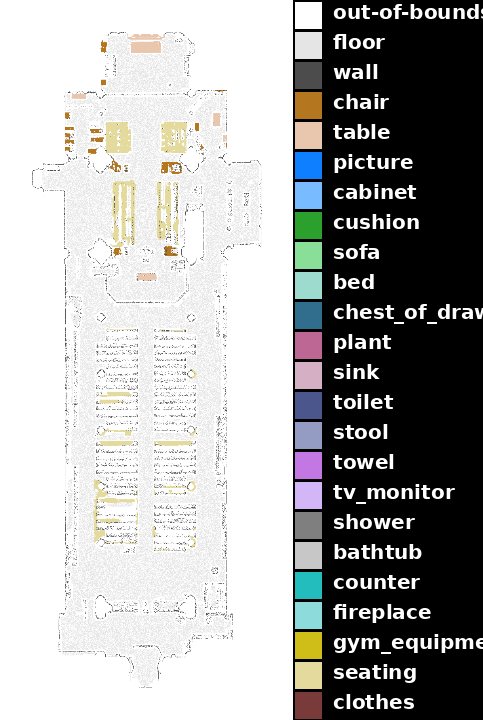 out-of-bounds
floor
wall
chair
table
picture
cabinet
cushion
sofa
bed
chest_of_draw
plant
sink
toilet
stool
towel
tv_monitor
shower
bathtub
counter
fireplace
gym_equipme
seating
clothes